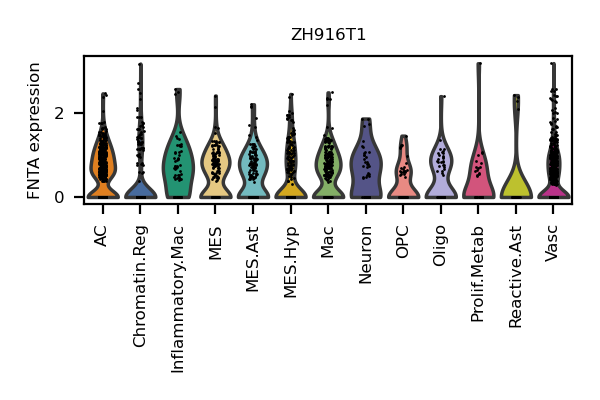 ZH916T1
FNTA expression
2
0
AC
Chromatin.Reg
Inflammatory.Mac
MES
MES.Ast
MES.Hyp
Mac
Neuron
OPC
Oligo
Prolif.Metab
Reactive.Ast
Vasc